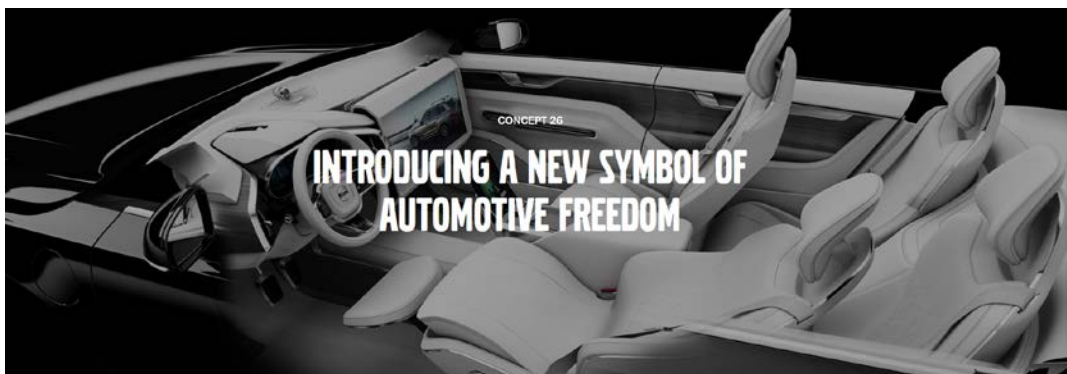 CONCEPT 26
INTRODUCING A NEW SYMBOL OF
AUTOMOTIVE FREEDOM